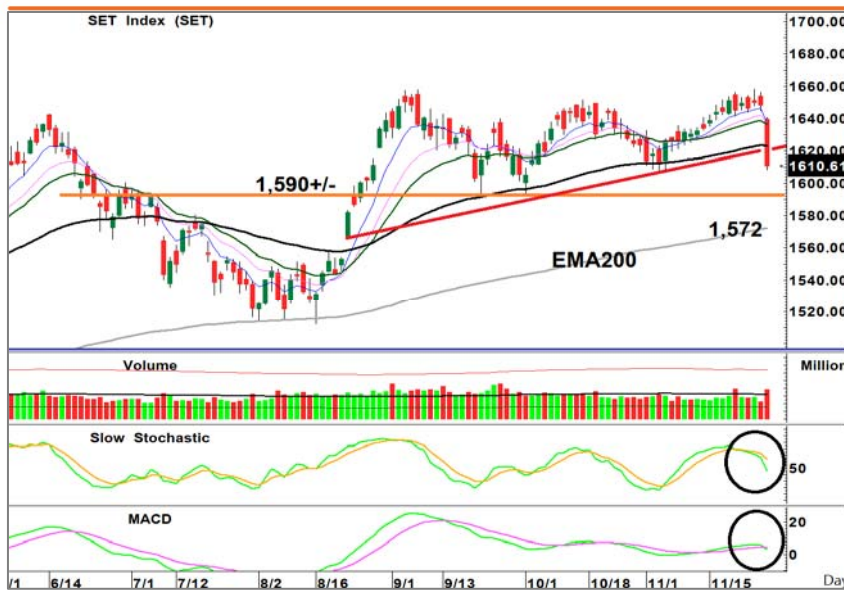 SET Index (SET)
1700.00
1680.00
1660.00
1640.00
1620.00
1610.61
1600.00
1,590+/-
1580.00
1,572
1560.00
EMA200
1540.00
1520.00
Volume
Million
Slow Stochastic
50
MACD
20
0
/1 6/14 7/1 7/12 8/2 8/16 9/1 9/13 10/1 10/18 11/1 11/15 Day